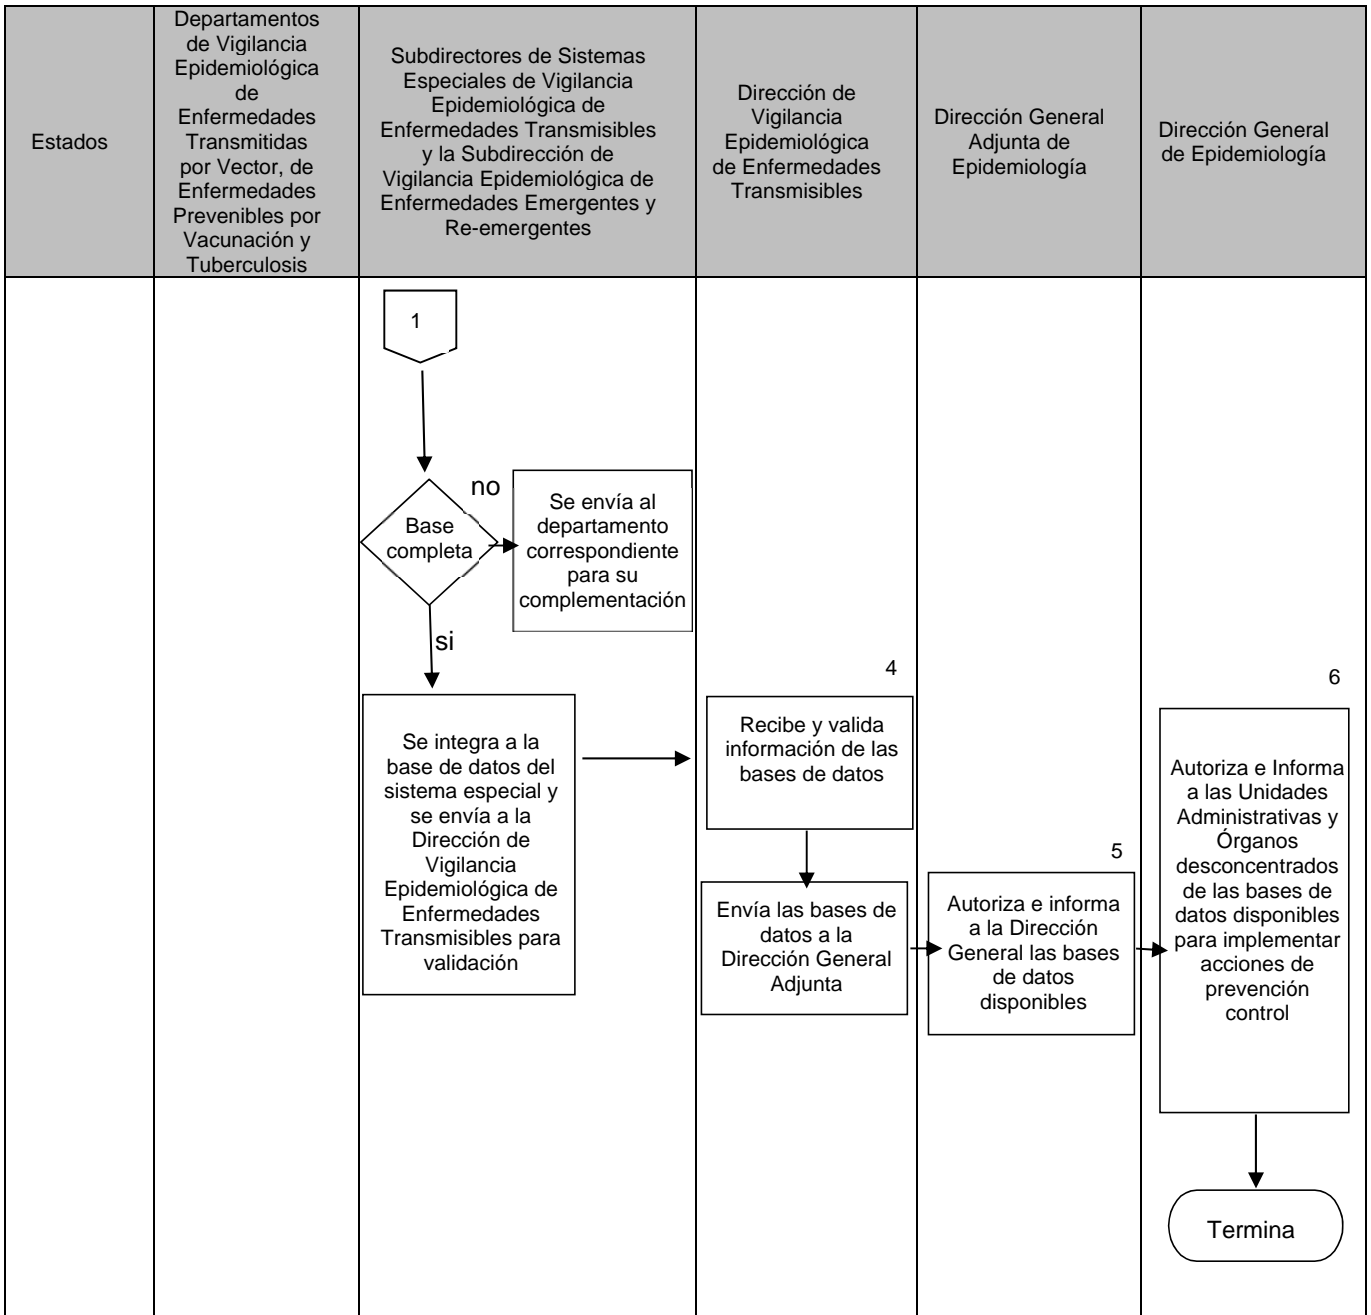 Estados
Departamentos
de Vigilancia
Epidemiológica
de
Enfermedades
Transmitidas
por Vector, de
Enfermedades
Prevenibles por
Vacunación y
Tuberculosis
Subdirectores de Sistemas
Especiales de Vigilancia
Epidemiológica de
Enfermedades Transmisibles
y la Subdirección de
Vigilancia Epidemiológica de
Enfermedades Emergentes y
Re-emergentes
Dirección de
Vigilancia
Epidemiológica
de Enfermedades
Transmisibles
Dirección General
Adjunta de
Epidemiología
Dirección General
de Epidemiología
1
Base
completa
no
Se envía al
departamento
correspondiente
para su
complementación
si
Se integra a la
base de datos del
sistema especial y
se envía a la
Dirección de
Vigilancia
Epidemiológica de
Enfermedades
Transmisibles para
validación
4
Recibe y valida
información de las
bases de datos
Envía las bases de
datos a la
Dirección General
Adjunta
5
Autoriza e informa
a la Dirección
General las bases
de datos
disponibles
6
Autoriza e Informa
a las Unidades
Administrativas y
Órganos
desconcentrados
de las bases de
datos disponibles
para implementar
acciones de
prevención
control
Termina